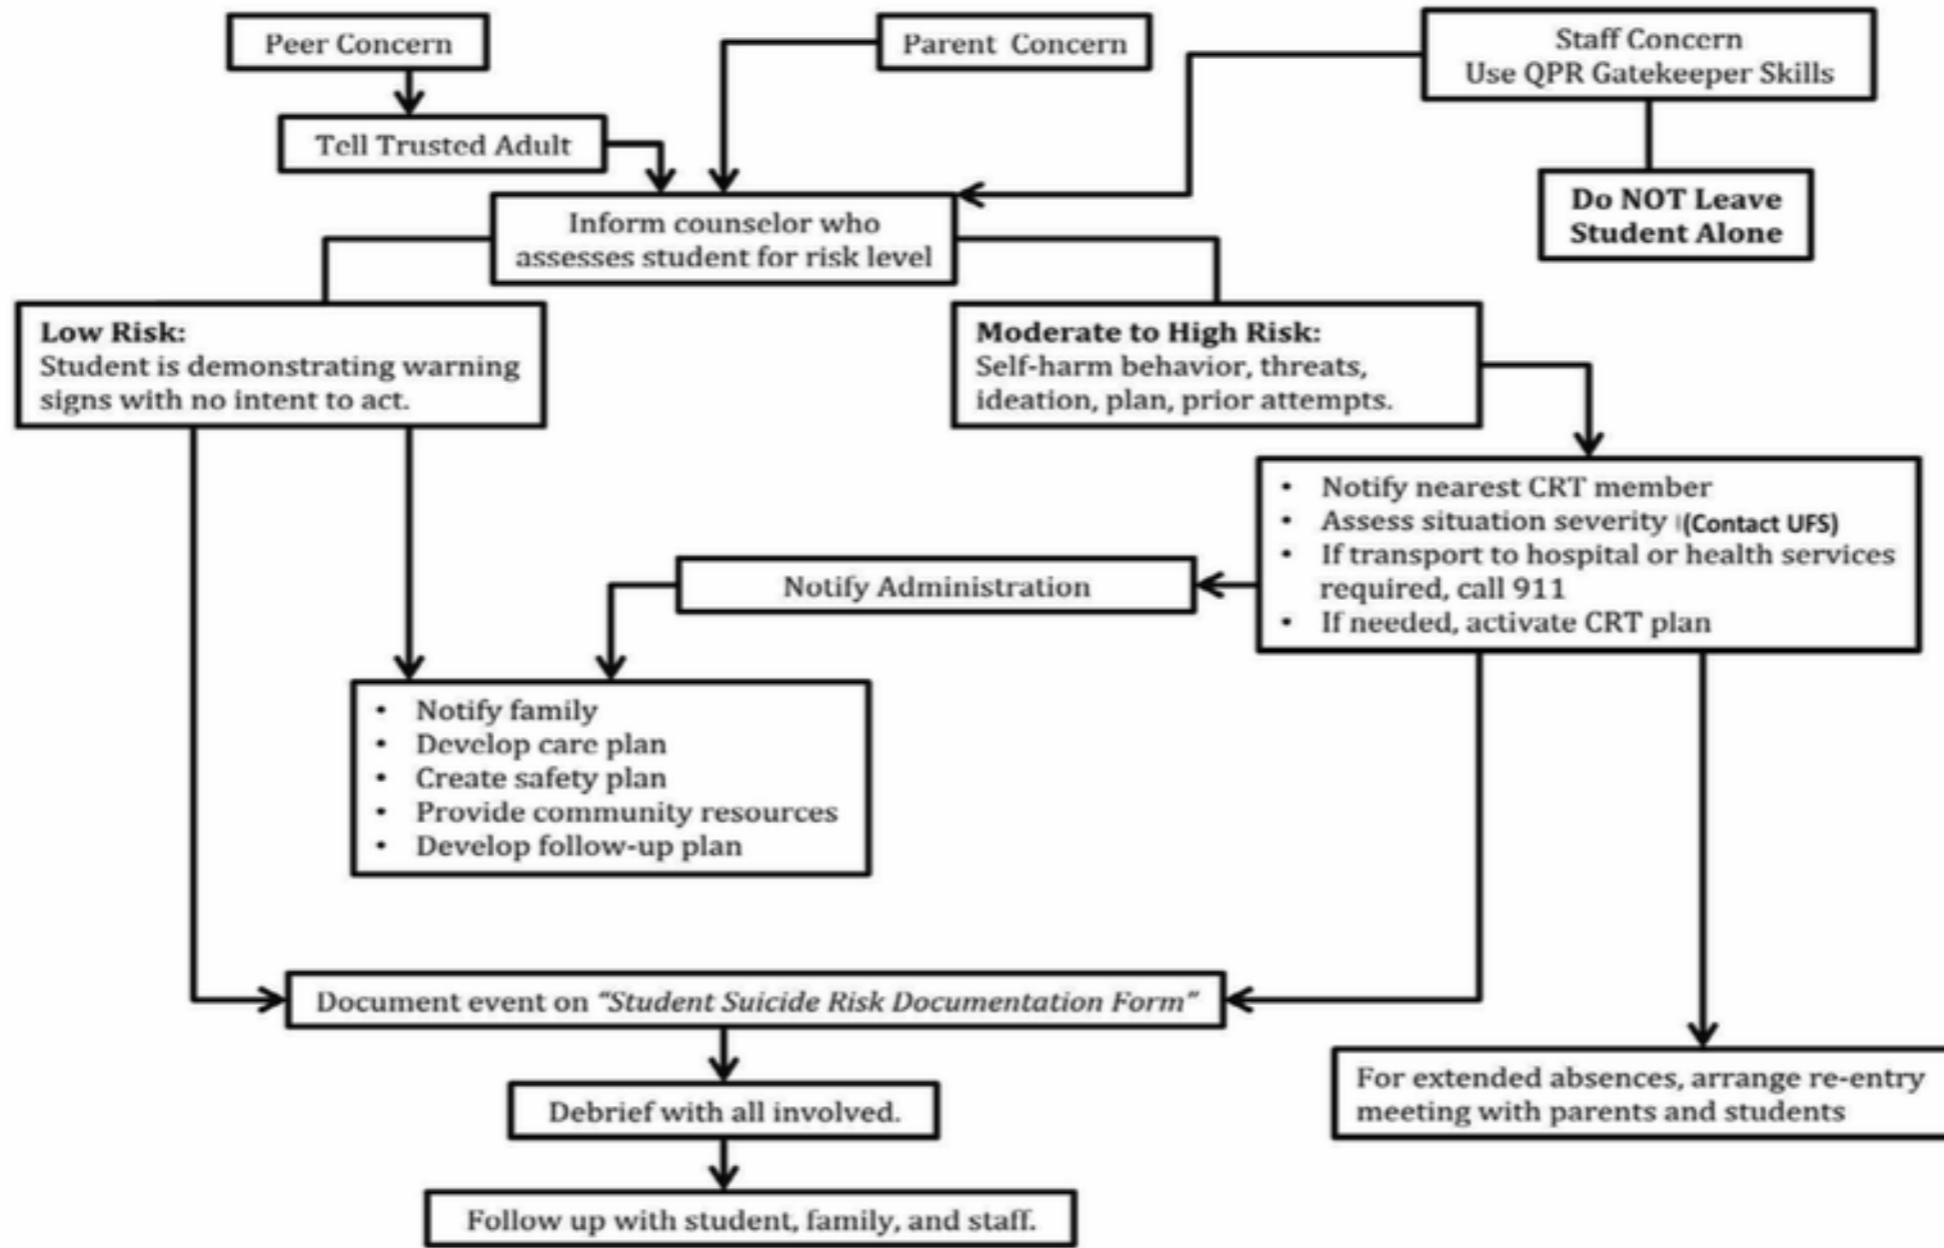 Peer Concern
Parent Concern
Staff Concern
Use QPR Gatekeeper Skills
Tell Trusted Adult
Do NOT Leave
Student Alone
Inform counselor who
assesses student for risk level
Low Risk:
Student is demonstrating warning
signs with no intent to act.
Moderate to High Risk:
Self-harm behavior, threats,
ideation, plan, prior attempts.
• Notify nearest CRT member
• Assess situation severity (Contact UFS)
• If transport to hospital or health services
required, call 911
• If needed, activate CRT plan
Notify Administration
• Notify family
• Develop care plan
• Create safety plan
• Provide community resources
• Develop follow-up plan
Document event on "Student Suicide Risk Documentation Form"
For extended absences, arrange re-entry
meeting with parents and students
Debrief with all involved.
Follow up with student, family, and staff.